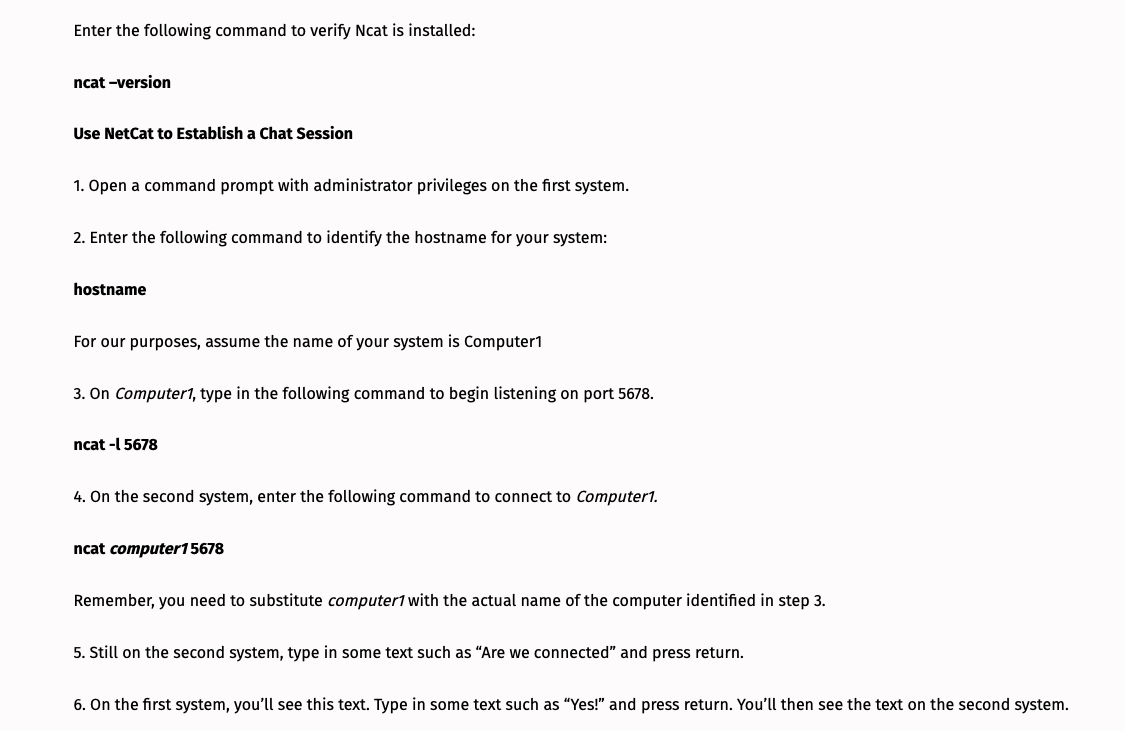 Enter the following command to verify Ncat is installed:
ncat –version
Use NetCat to Establish a Chat Session
1. Open a command prompt with administrator privileges on the first system.
2. Enter the following command to identify the hostname for your system:
hostname
For our purposes, assume the name of your system is Computer1
3. On Computer1, type in the following command to begin listening on port 5678.
ncat -l 5678
4. On the second system, enter the following command to connect to Computer1.
ncat computer1 5678
Remember, you need to substitute computer1 with the actual name of the computer identified in step 3.
5. Still on the second system, type in some text such as “Are we connected” and press return.
6. On the first system, you’ll see this text. Type in some text such as “Yes!” and press return. You’ll then see the text on the second system.